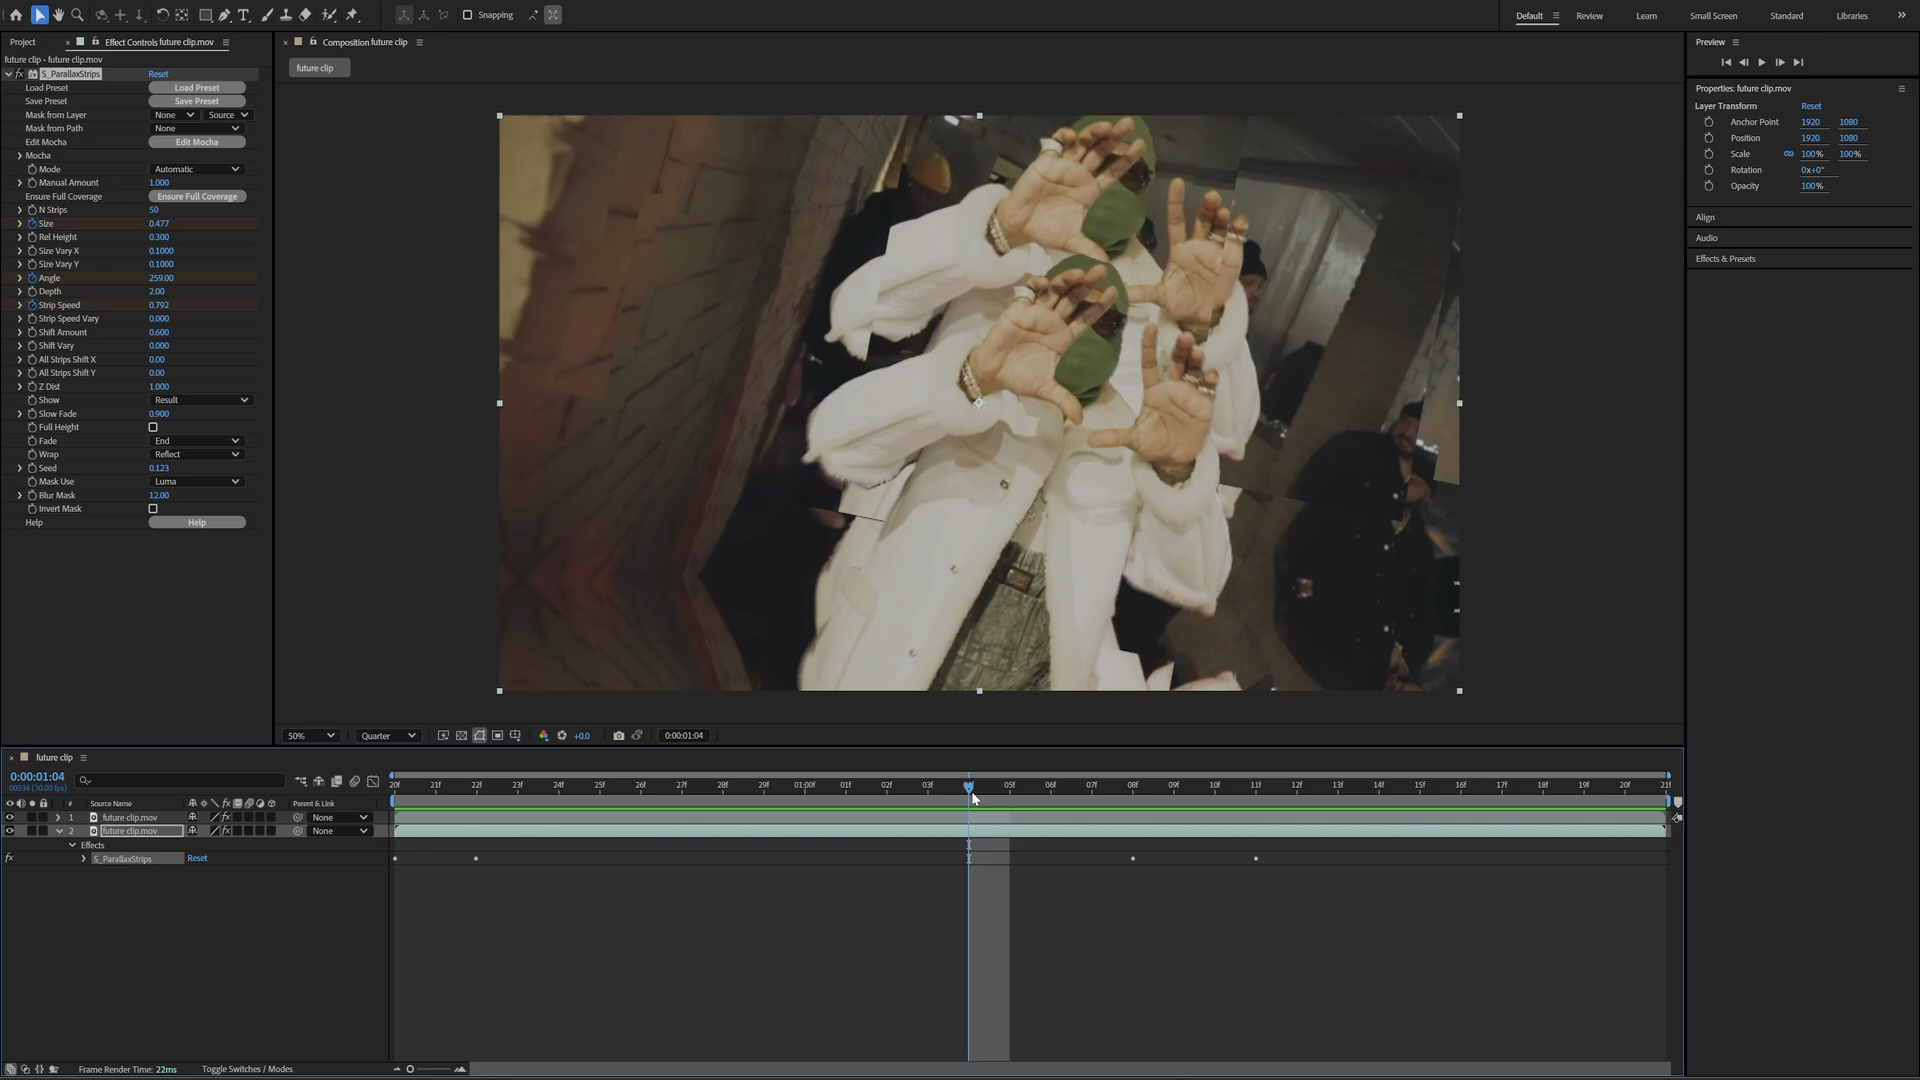 Snapping
Default
Review
Learn
Small Screen
Standard
Libraries
Project
Effect Controls future clip.mov
future clip • future clip.mov
fx S_ParallaxStrips Reset
Load Preset Load Preset
Save Preset Save Preset
Mask from Layer None Source
Mask from Path None
Edit Mocha Edit Mocha
Mocha
Mode Automatic
Manual Amount 1.000
Ensure Full Coverage Ensure Full Coverage
N Strips 50
Size 0.477
Rel Height 0.300
Size Vary X 0.1000
Size Vary Y 0.1000
Angle 259.00
Depth 2.00
Strip Speed 0.792
Strip Speed Vary 0.000
Shift Amount 0.600
Shift Vary 0.000
All Strips Shift X 0.00
All Strips Shift Y 0.00
Z Dist 1.000
Show Result
Slow Fade 0.900
Full Height
Fade End
Wrap Reflect
Seed 0.123
Mask Use Luma
Blur Mask 12.00
Invert Mask
Help Help
Composition future clip
future clip
50% Quarter +0.0 0:00:01:04
Preview
Properties: future clip.mov
Layer Transform Reset
Anchor Point 1920 1080
Position 1920 1080
Scale 100% 100%
Rotation 0x+0°
Opacity 100%
Align
Audio
Effects & Presets
future clip
0:00:01:04
00034 (30.00 fps)
20f 21f 22f 23f 24f 25f 26f 27f 28f 29f 01:00f 01f 02f 03f 05f 06f 07f 08f 09f 10f 11f 12f 13f 14f 15f 16f 17f 18f 19f 20f 21f
# Source Name fx Parent & Link
1 future clip.mov fx None
2 future clip.mov fx None
Effects
fx S_ParallaxStrips Reset
Frame Render Time: 22ms Toggle Switches / Modes